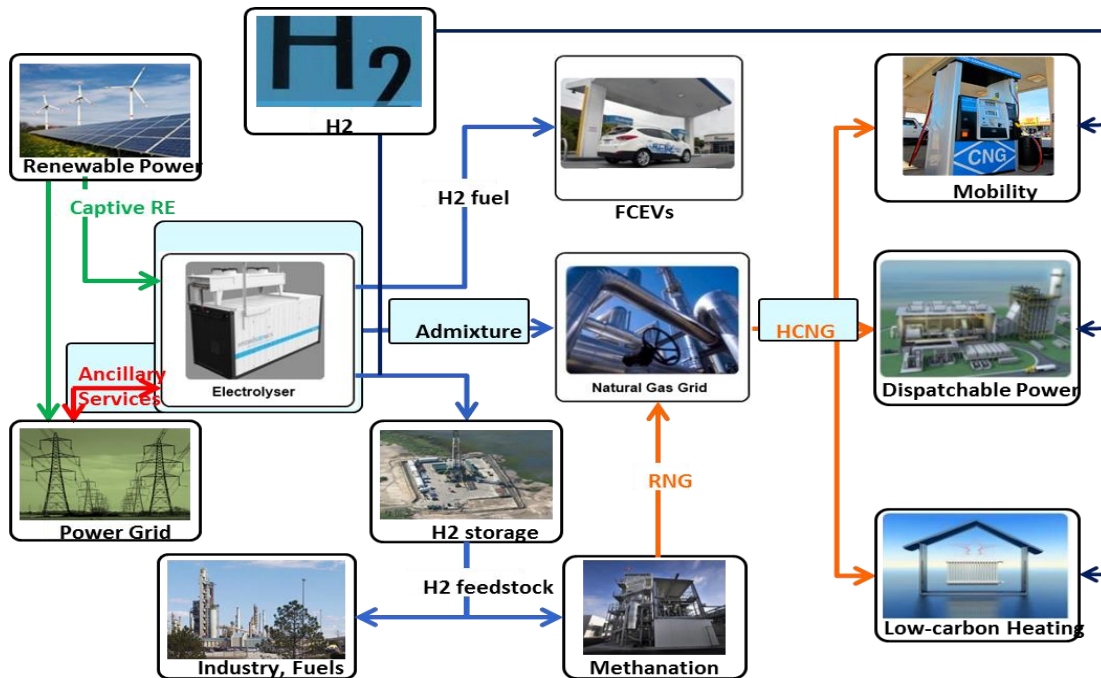 H2
H2
Renewable Power
Captive RE
H2 fuel
FCEVs
CNG
Mobility
Electrolyser
Admixture
Natural Gas Grid
HCNG
Dispatchable Power
Ancillary
Services
Power Grid
H2 storage
RNG
H2 feedstock
Industry, Fuels
Methanation
Low-carbon Heating